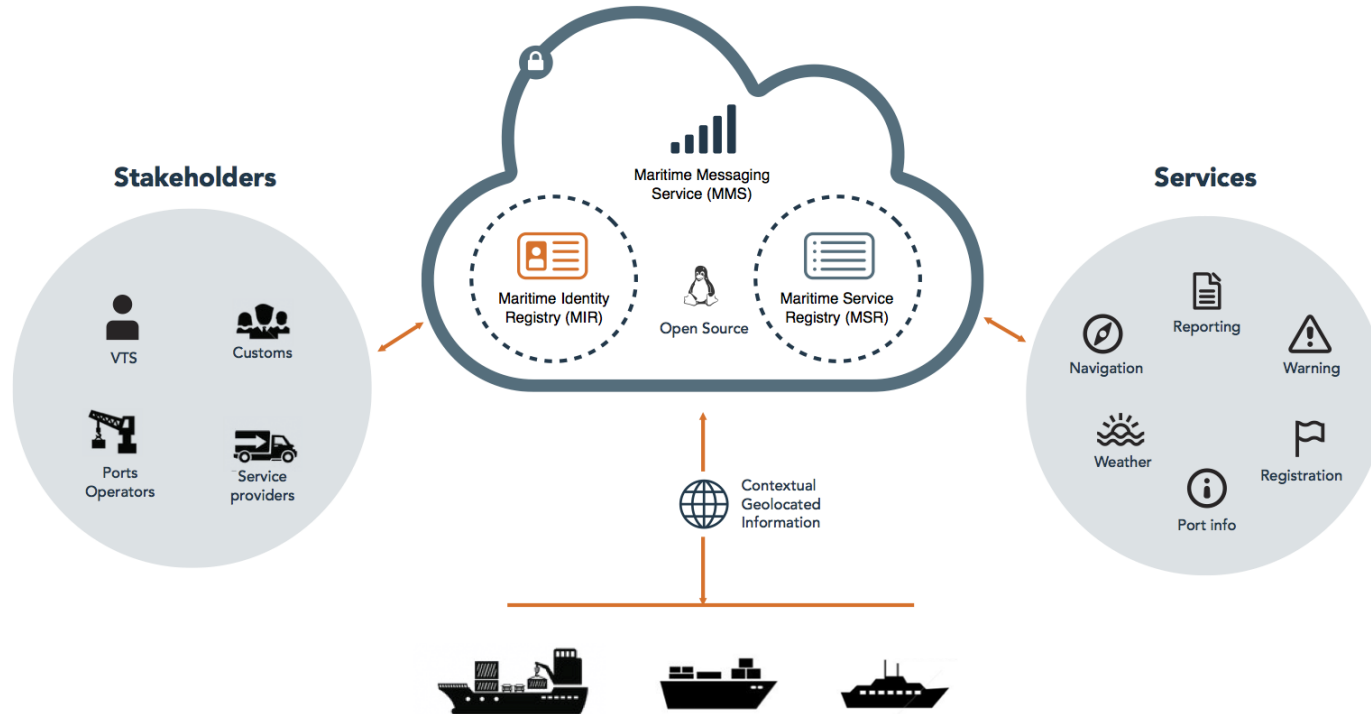 Stakeholders
VTS
Customs
Ports
Operators
Service
providers
Maritime Messaging
Service (MMS)
Maritime Identity
Registry (MIR)
Open Source
Maritime Service
Registry (MSR)
Contextual
Geolocated
Information
Services
Reporting
Navigation
Warning
Weather
Registration
Port info